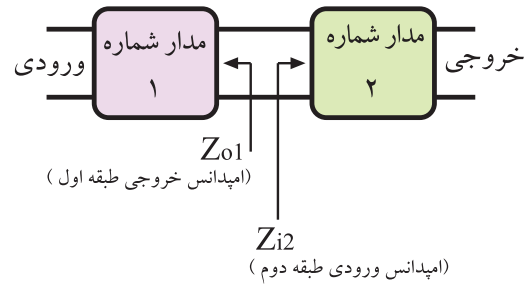 ورودی
مدار شماره
۱
مدار شماره
۲
خروجی
Zo1
(امپدانس خروجی طبقه اول )
Zi2
(امپدانس ورودی طبقه دوم )